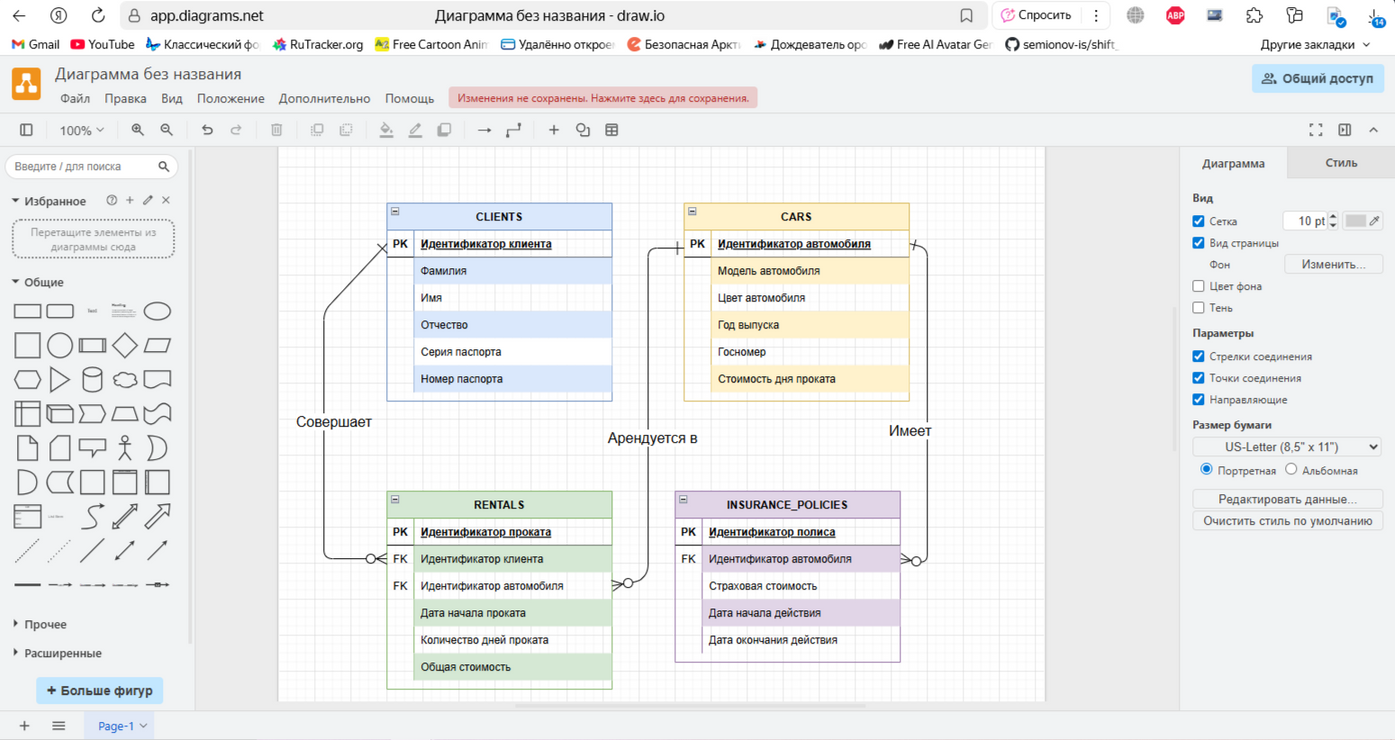 app.diagrams.net
Диаграмма без названия - draw.io
Спросить
ABP
14
Gmail
YouTube
Классический фо
RuTracker.org
Free Cartoon Anim
Удалённо откроет
Безопасная Аркти
Дождеватель оро
Free AI Avatar Gen
semionov-is/shift_
Другие закладки
Диаграмма без названия
Общий доступ
Файл
Правка
Вид
Положение
Дополнительно
Помощь
Изменения не сохранены. Нажмите здесь для сохранения.
100%
Введите / для поиска
Избранное
Перетащите элементы из
диаграммы сюда
Общие
Text
Heading
Прочее
Расширенные
+ Больше фигур
CLIENTS
PK Идентификатор клиента
Фамилия
Имя
Отчество
Серия паспорта
Номер паспорта
CARS
PK Идентификатор автомобиля
Модель автомобиля
Цвет автомобиля
Год выпуска
Госномер
Стоимость дня проката
Совершает
Арендуется в
Имеет
RENTALS
PK Идентификатор проката
FK Идентификатор клиента
FK Идентификатор автомобиля
Дата начала проката
Количество дней проката
Общая стоимость
INSURANCE_POLICIES
PK Идентификатор полиса
FK Идентификатор автомобиля
Страховая стоимость
Дата начала действия
Дата окончания действия
Диаграмма
Стиль
Вид
Сетка
10 pt
Вид страницы
Фон
Изменить...
Цвет фона
Тень
Параметры
Стрелки соединения
Точки соединения
Направляющие
Размер бумаги
US-Letter (8,5" x 11")
Портретная
Альбомная
Редактировать данные...
Очистить стиль по умолчанию
Page-1